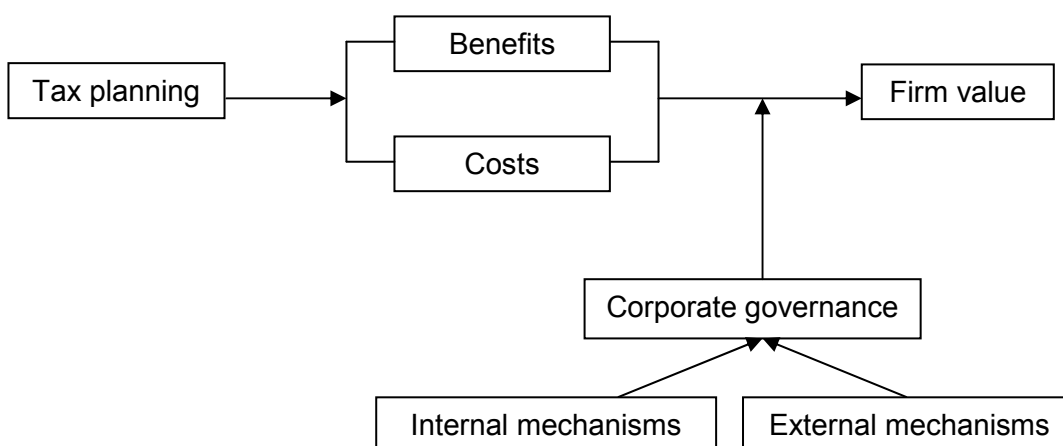 Benefits
Tax planning
Firm value
Costs
Corporate governance
Internal mechanisms
External mechanisms